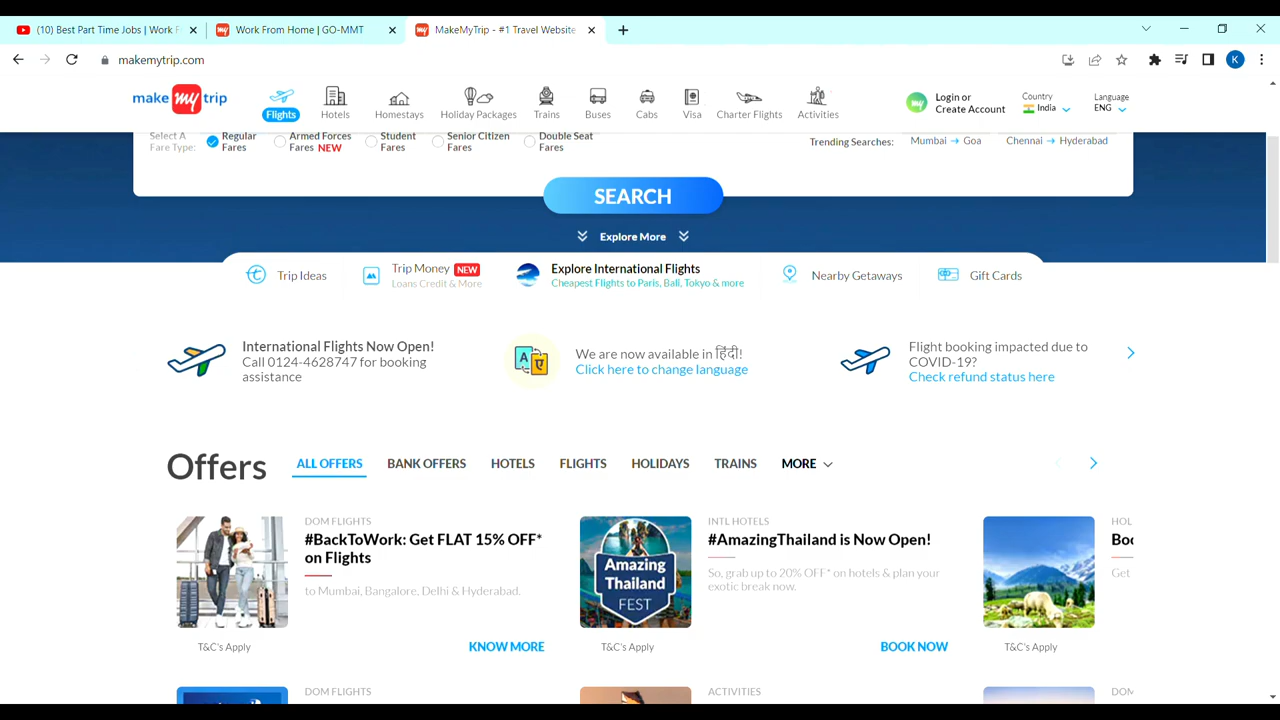 (10) Best Part Time Jobs | Work F
Work From Home | GO-MMT
MakeMyTrip - #1 Travel Website
makemytrip.com
K
make my trip
Flights
Hotels
Homestays
Holiday Packages
Trains
Buses
Cabs
Visa
Charter Flights
Activities
my
Login or
Create Account
Country
India
Language
ENG
Select A
Fare Type:
Regular
Fares
Armed Forces
Fares NEW
Student
Fares
Senior Citizen
Fares
Double Seat
Fares
Trending Searches:
Mumbai → Goa
Chennai → Hyderabad
SEARCH
Explore More
Trip Ideas
Trip Money NEW
Loans Credit & More
Explore International Flights
Cheapest Flights to Paris, Bali, Tokyo & more
Nearby Getaways
Gift Cards
International Flights Now Open!
Call 0124-4628747 for booking
assistance
A ए
We are now available in हिंदी!
Click here to change language
Flight booking impacted due to
COVID-19?
Check refund status here
Offers
ALL OFFERS
BANK OFFERS
HOTELS
FLIGHTS
HOLIDAYS
TRAINS
MORE
DOM FLIGHTS
#BackToWork: Get FLAT 15% OFF*
on Flights
to Mumbai, Bangalore, Delhi & Hyderabad.
T&C's Apply
KNOW MORE
Amazing
Thailand
FEST
INTL HOTELS
#AmazingThailand is Now Open!
So, grab up to 20% OFF* on hotels & plan your
exotic break now.
T&C's Apply
BOOK NOW
HOL
Boo
Get
T&C's Apply
DOM FLIGHTS
ACTIVITIES
DOM